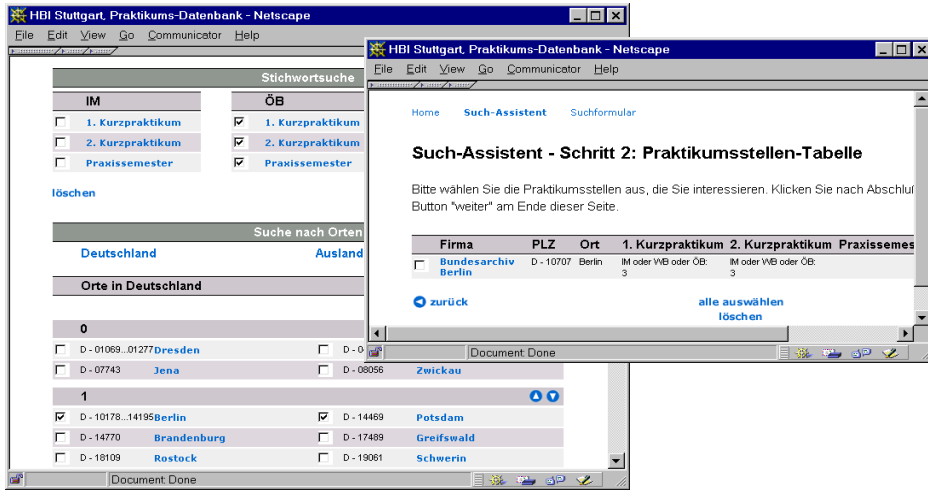 HBI Stuttgart, Praktikums-Datenbank - Netscape
File Edit View Go Communicator Help
Stichwortsuche
IM ÖB
1. Kurzpraktikum 1. Kurzpraktikum
2. Kurzpraktikum 2. Kurzpraktikum
Praxissemester Praxissemester
löschen
Suche nach Orten
Deutschland Ausland
Orte in Deutschland
0
D - 01069...01277 Dresden D - 0
D - 07743 Jena D - 08056 Zwickau
1
D - 10178...14195 Berlin D - 14469 Potsdam
D - 14770 Brandenburg D - 17489 Greifswald
D - 18109 Rostock D - 19061 Schwerin
Document: Done
HBI Stuttgart, Praktikums-Datenbank - Netscape
File Edit View Go Communicator Help
Home Such-Assistent Suchformular
Such-Assistent - Schritt 2: Praktikumsstellen-Tabelle
Bitte wählen Sie die Praktikumsstellen aus, die Sie interessieren. Klicken Sie nach Abschluß
Button "weiter" am Ende dieser Seite.
Firma PLZ Ort 1. Kurzpraktikum 2. Kurzpraktikum Praxissemes
Bundesarchiv D - 10707 Berlin IM oder WB oder ÖB: IM oder WB oder ÖB:
Berlin 3 3
zurück alle auswählen
löschen
Document: Done